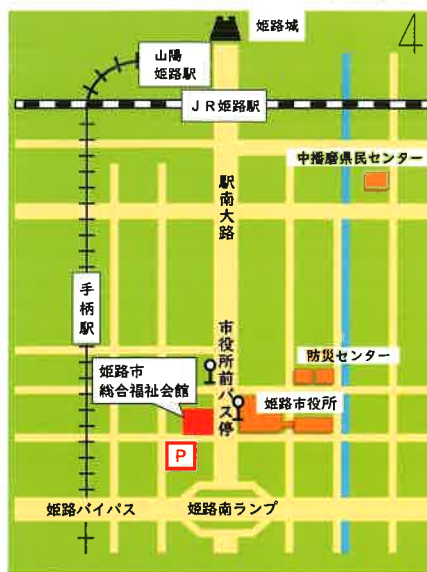 姫路城
山陽
姫路駅
JR姫路駅
中播磨県民センター
駅南大路
手柄駅
市役所前バス停
防災センター
姫路市
総合福祉会館
姫路市役所
P
姫路バイパス
姫路南ランプ